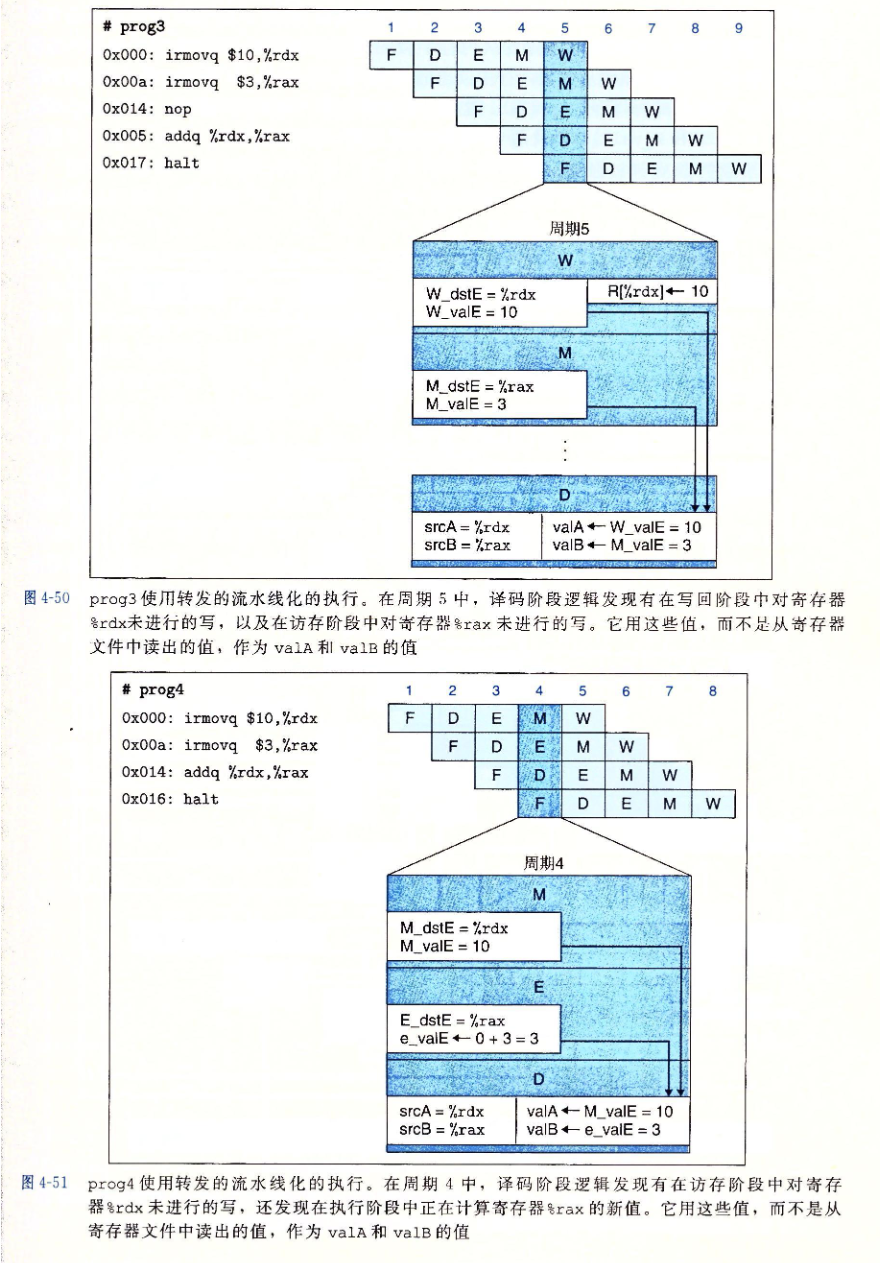 # prog3
1 2 3 4 5 6 7 8 9
0x000: irmovq $10,%rdx F D E M W
0x00a: irmovq $3,%rax F D E M W
0x014: nop F D E M W
0x005: addq %rdx,%rax F D E M W
0x017: halt F D E M W
周期5
W
W_dstE = %rdx
R[%rdx]← 10
W_valE = 10
M
M_dstE = %rax
M_valE = 3
⋮
D
srcA = %rdx valA ← W_valE = 10
srcB = %rax valB ← M_valE = 3
图 4-50 prog3 使用转发的流水线化的执行。在周期 5 中，译码阶段逻辑发现有在写回阶段中对寄存器
%rdx未进行的写，以及在访存阶段中对寄存器%rax 未进行的写。它用这些值，而不是从寄存器
文件中读出的值，作为 valA 和 valB 的值
# prog4
1 2 3 4 5 6 7 8
0x000: irmovq $10,%rdx F D E M W
0x00a: irmovq $3,%rax F D E M W
0x014: addq %rdx,%rax F D E M W
0x016: halt F D E M W
周期4
M
M_dstE = %rdx
M_valE = 10
E
E_dstE = %rax
e_valE ← 0 + 3 = 3
D
srcA = %rdx valA ← M_valE = 10
srcB = %rax valB ← e_valE = 3
图 4-51 prog4 使用转发的流水线化的执行。在周期 4 中，译码阶段逻辑发现有在访存阶段中对寄存
器%rdx 未进行的写，还发现在执行阶段中正在计算寄存器%rax 的新值。它用这些值，而不是从
寄存器文件中读出的值，作为 valA 和 valB 的值